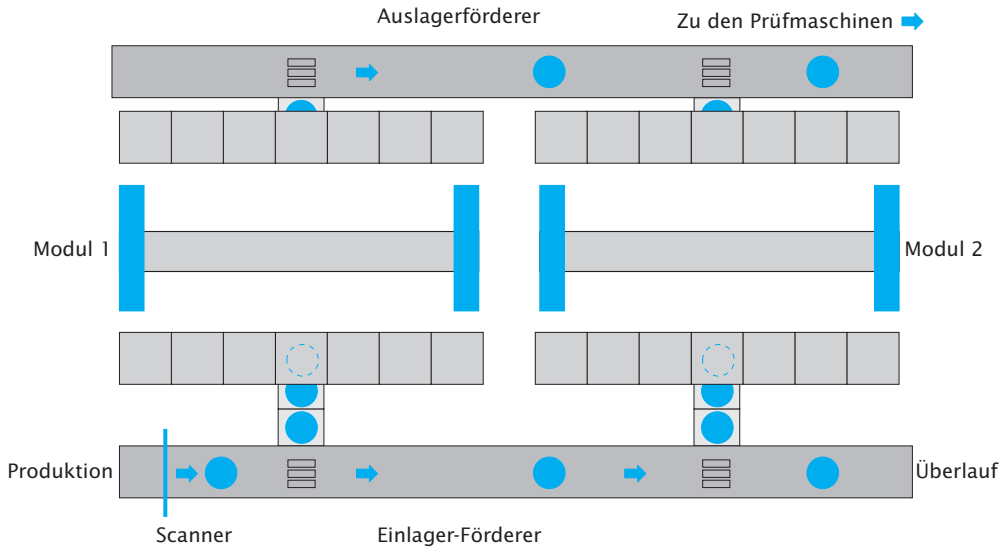 Auslagerförderer
Zu den Prüfmaschinen
Modul 1
Modul 2
Produktion
Überlauf
Scanner
Einlager-Förderer